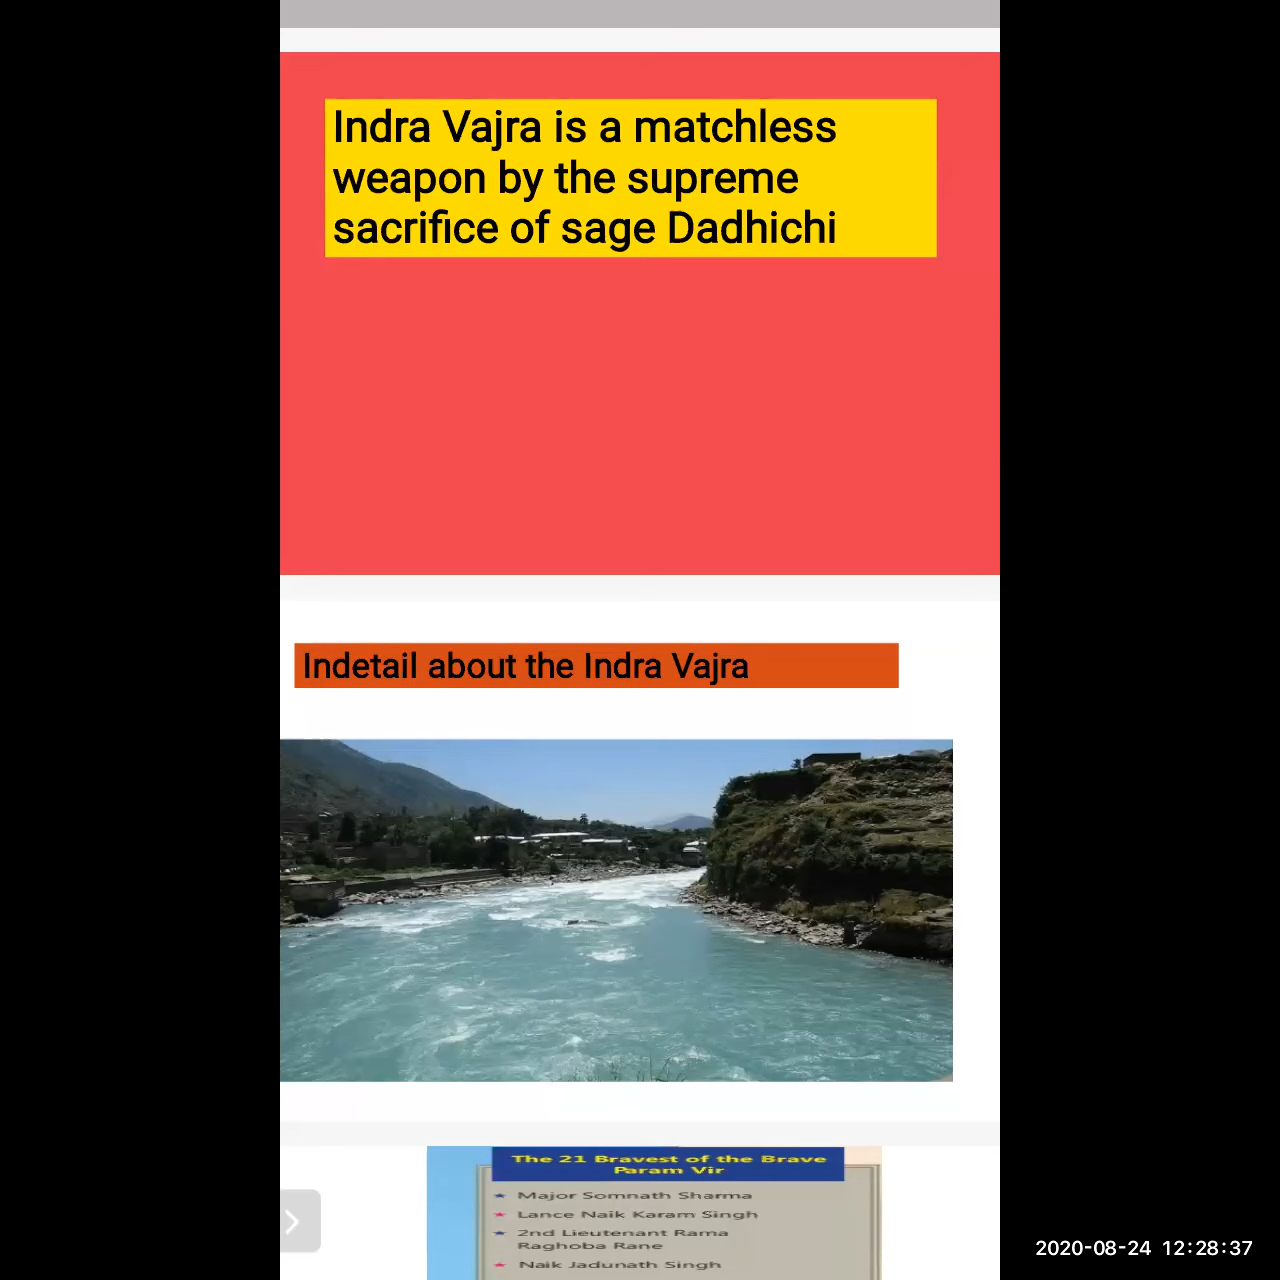 Indra Vajra is a matchless
weapon by the supreme
sacrifice of sage Dadhichi
Indetail about the Indra Vajra
The 21 Bravest of the Brave
Param Vir
Major Somnath Sharma
Lance Naik Karam Singh
2nd Lieutenant Rama
Raghoba Rane
Naik Jadunath Singh
2020-08-24 12:28:37